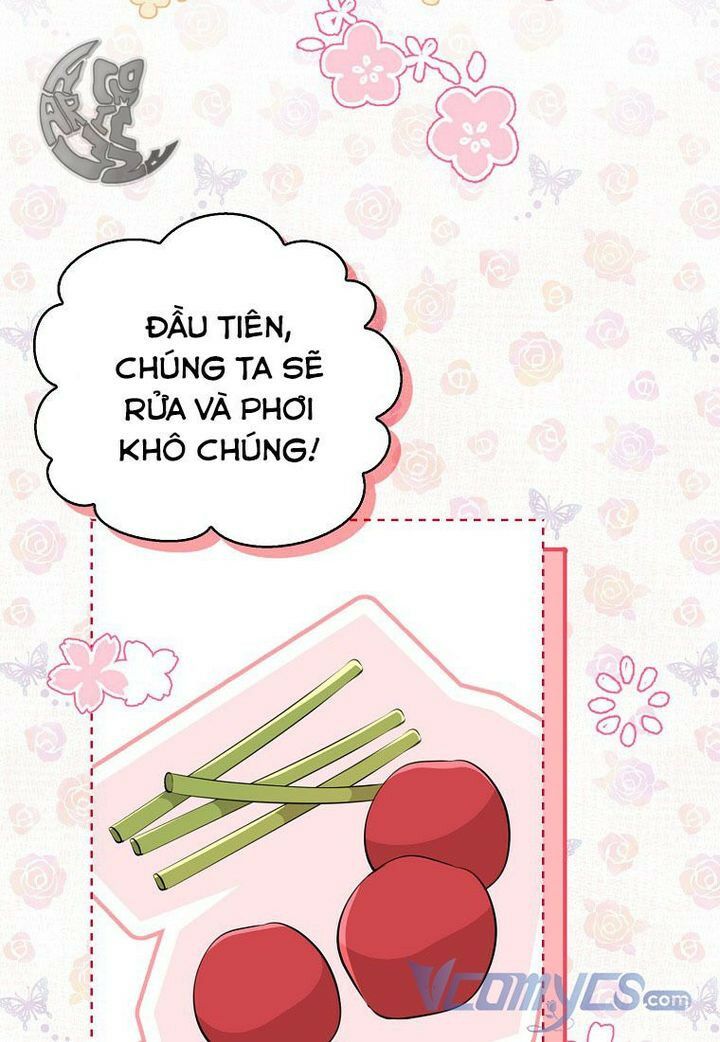 ĐẦU TIÊN,
CHÚNG TA SẼ
RỬA VÀ PHƠI
KHÔ CHÚNG!
VCOMYCS.com